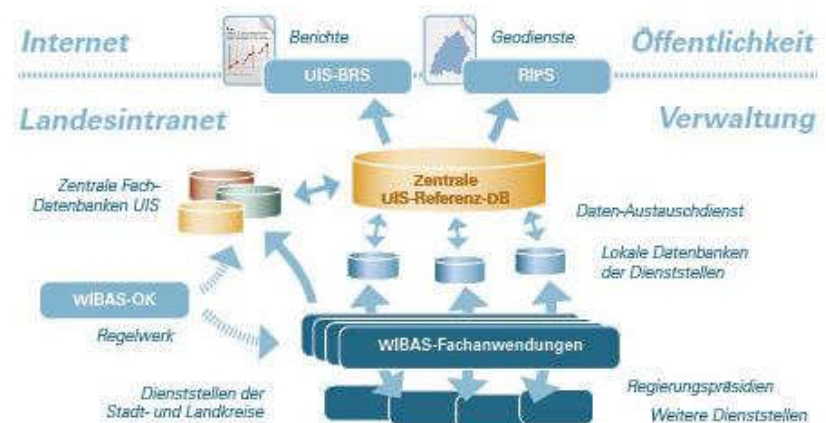 Internet
Berichte
Geodienste
Öffentlichkeit
UIS-BRS
RIPS
Landesintranet
Verwaltung
Zentrale Fach-
Datenbanken UIS
Zentrale
UIS-Referenz-DB
Daten-Austauschdienst
Lokale Datenbanken
der Dienststellen
WIBAS-OK
Regelwerk
WIBAS-Fachanwendungen
Dienststellen der
Stadt- und Landkreise
Regierungspräsidien
Weitere Dienststellen